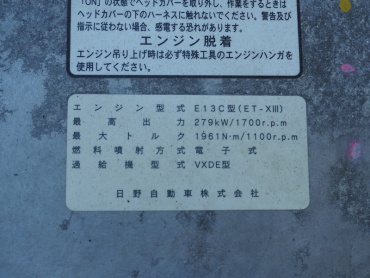 「ON」の状態でヘッドカバーを取り外し、作業をするときは
ヘッドカバーの下のハーネスに触れないでください。警告及び
指示に従わない場合、感電する恐れがあります。
エンジン脱着
エンジン吊り上げ時は必ず特殊工具のエンジンハンガを
使用してください。
エンジン型式 E13C型(ET-XIII)
最高出力 279kW/1700r.p.m
最大トルク 1961N・m/1100r.p.m
燃料噴射方式 電子式
過給機型式 VXDE型
日野自動車株式会社